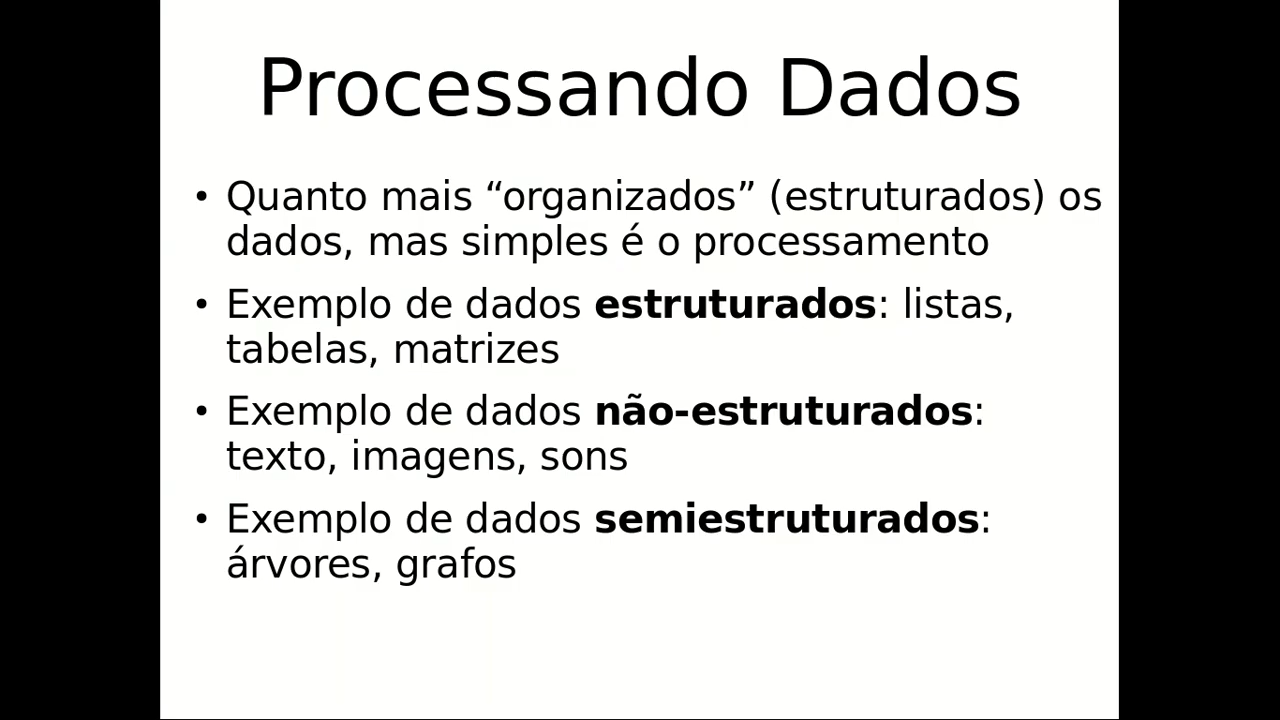 Processando Dados
• Quanto mais “organizados” (estruturados) os
dados, mas simples é o processamento
• Exemplo de dados estruturados: listas,
tabelas, matrizes
• Exemplo de dados não-estruturados:
texto, imagens, sons
• Exemplo de dados semiestruturados:
árvores, grafos